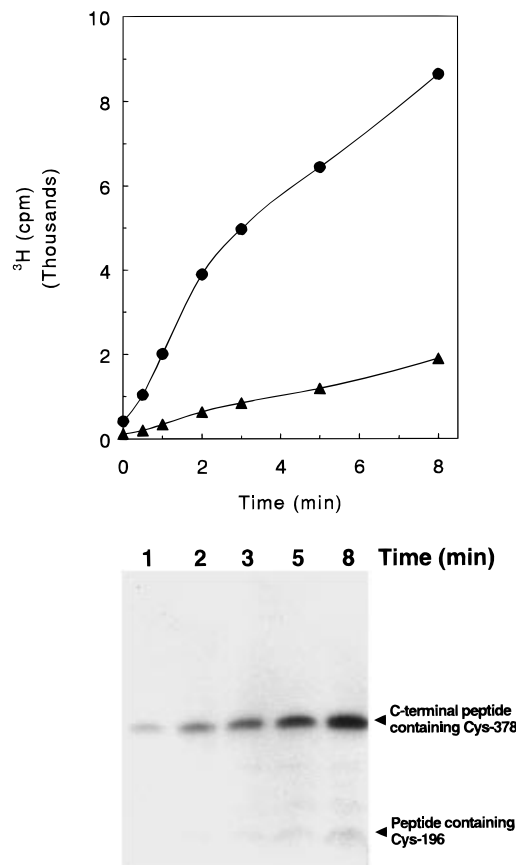 10
8
6
4
2
0
³H (cpm)
(Thousands)
0 2 4 6 8
Time (min)
1 2 3 5 8 Time (min)
C-terminal peptide
containing Cys-378
Peptide containing
Cys-196